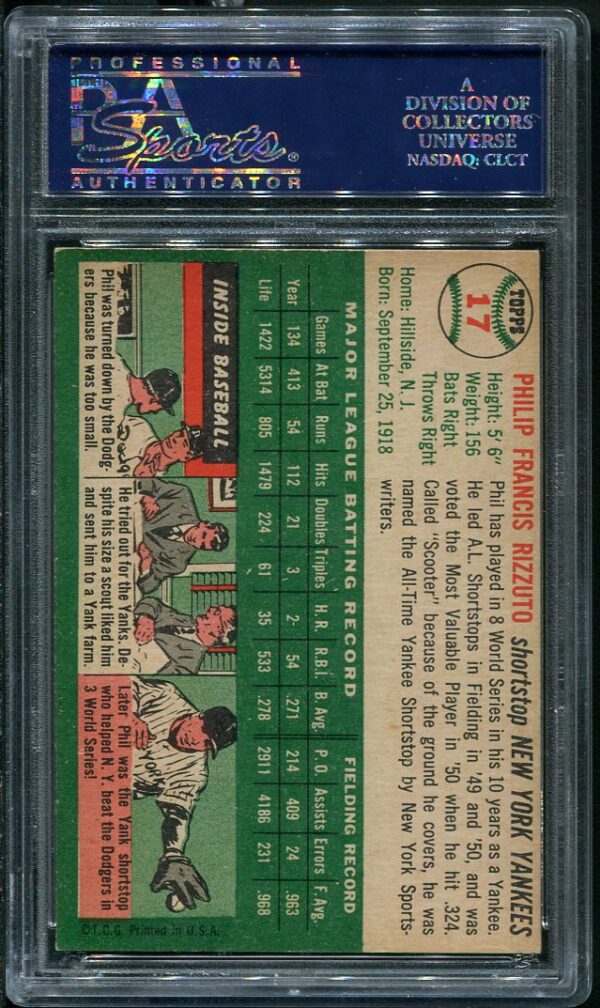 PROFESSIONAL
PSA
Sports®
AUTHENTICATOR
A
DIVISION OF
COLLECTORS
UNIVERSE
NASDAQ: CLCT
TOPPS
17
PHILIP FRANCIS RIZZUTO shortstop NEW YORK YANKEES
Height: 5' 6"
Weight: 156
Bats Right
Throws Right
Home: Hillside, N. J.
Born: September 25, 1918
Phil has played in 8 World Series in his 10 years as a Yankee.
He led A.L. Shortstops in Fielding in '49 and '50, and was
voted the Most Valuable Player in '50 when he hit .324.
Called "Scooter" because of the ground he covers, he was
named the All-Time Yankee Shortstop by New York Sports-
writers.
MAJOR LEAGUE BATTING RECORD FIELDING RECORD
Games At Bat Runs Hits Doubles Triples H. R. R.B.I. B Avg. P. O. Assists Errors F. Avg.
Year 134 413 54 112 21 3 2 54 .271 214 409 24 .963
Life 1422 5314 805 1479 224 61 35 533 .278 2911 4186 231 .968
INSIDE BASEBALL
Phil was turned down by the Dodg-
ers because he was too small.
He tried out for the Yanks. De-
spite his size a scout liked him
and sent him to a Yank farm.
YORK
Later Phil was the Yank shortstop
who helped N. Y. beat the Dodgers in
3 World Series!
©T.C.G. Printed in U.S.A.